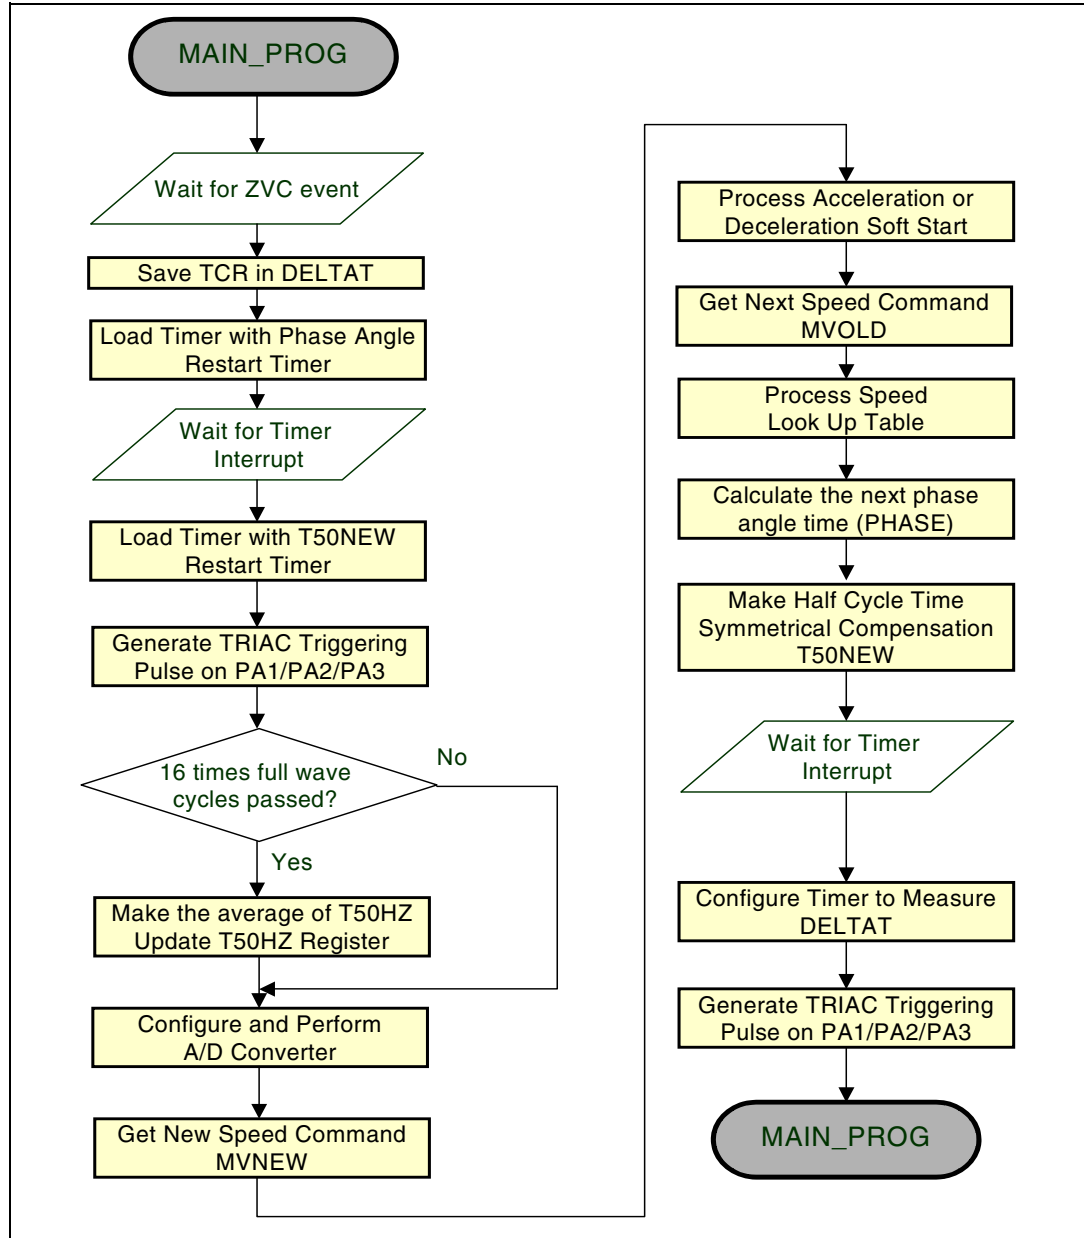 MAIN_PROG
Wait for ZVC event
Save TCR in DELTAT
Load Timer with Phase Angle
Restart Timer
Wait for Timer
Interrupt
Load Timer with T50NEW
Restart Timer
Generate TRIAC Triggering
Pulse on PA1/PA2/PA3
16 times full wave
cycles passed?
No
Yes
Make the average of T50HZ
Update T50HZ Register
Configure and Perform
A/D Converter
Get New Speed Command
MVNEW
Process Acceleration or
Deceleration Soft Start
Get Next Speed Command
MVOLD
Process Speed
Look Up Table
Calculate the next phase
angle time (PHASE)
Make Half Cycle Time
Symmetrical Compensation
T50NEW
Wait for Timer
Interrupt
Configure Timer to Measure
DELTAT
Generate TRIAC Triggering
Pulse on PA1/PA2/PA3
MAIN_PROG